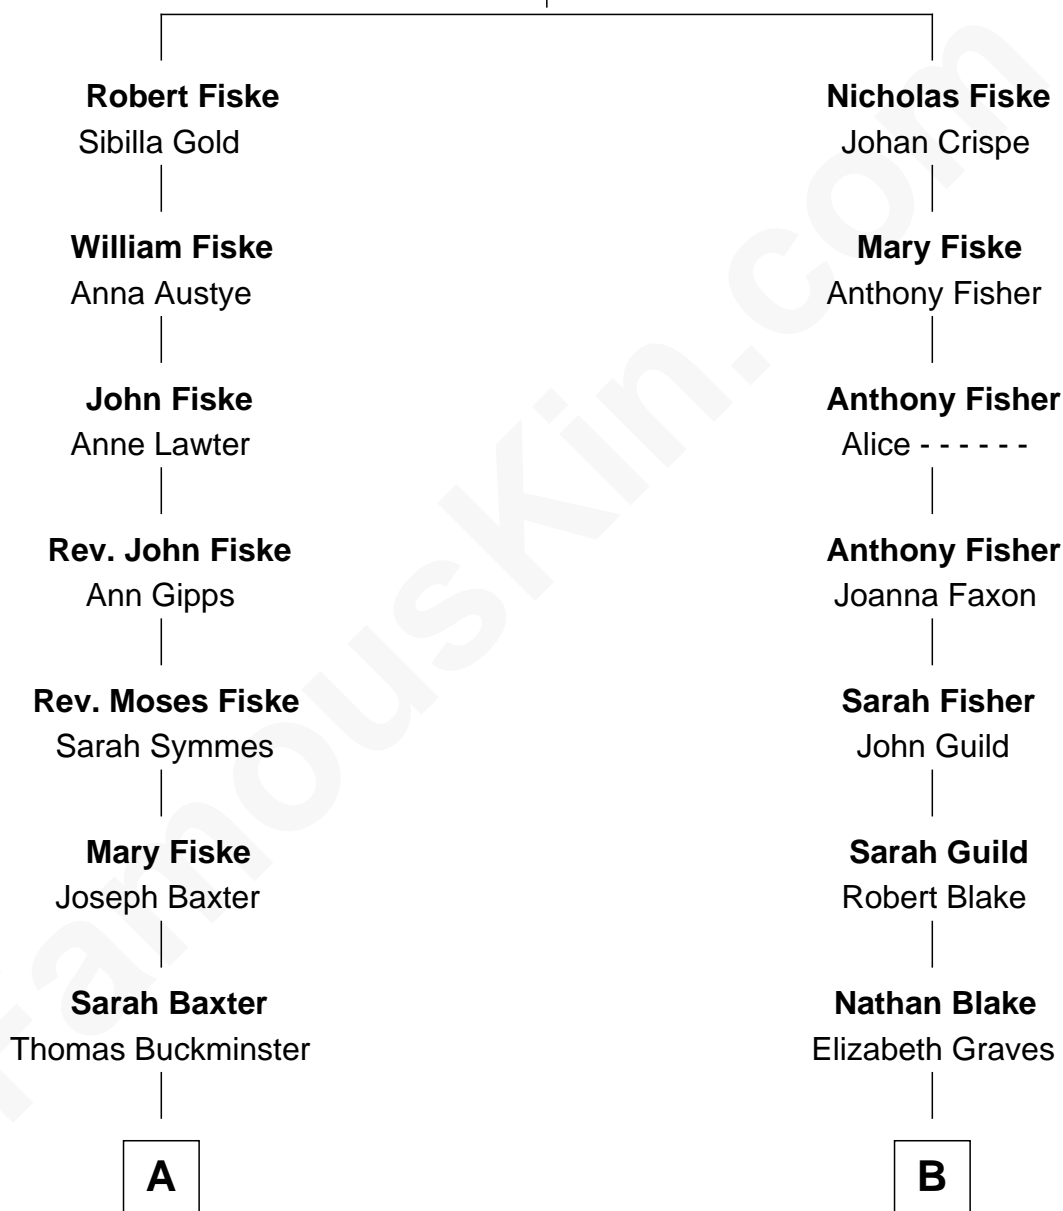 Robert Fiske
Sibilla Gold
William Fiske
Anna Austye
John Fiske
Anne Lawter
Rev. John Fiske
Ann Gipps
Rev. Moses Fiske
Sarah Symmes
Mary Fiske
Joseph Baxter
Sarah Baxter
Thomas Buckminster
A
Nicholas Fiske
Johan Crispe
Mary Fiske
Anthony Fisher
Anthony Fisher
Alice - - - - - -
Anthony Fisher
Joanna Faxon
Sarah Fisher
John Guild
Sarah Guild
Robert Blake
Nathan Blake
Elizabeth Graves
B
FamousKin.com